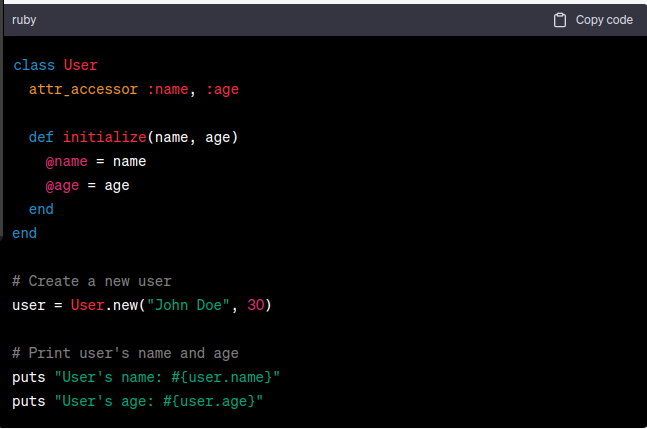 ruby Copy code
class User
  attr_accessor :name, :age

  def initialize(name, age)
    @name = name
    @age = age
  end
end

# Create a new user
user = User.new("John Doe", 30)

# Print user's name and age
puts "User's name: #{user.name}"
puts "User's age: #{user.age}"